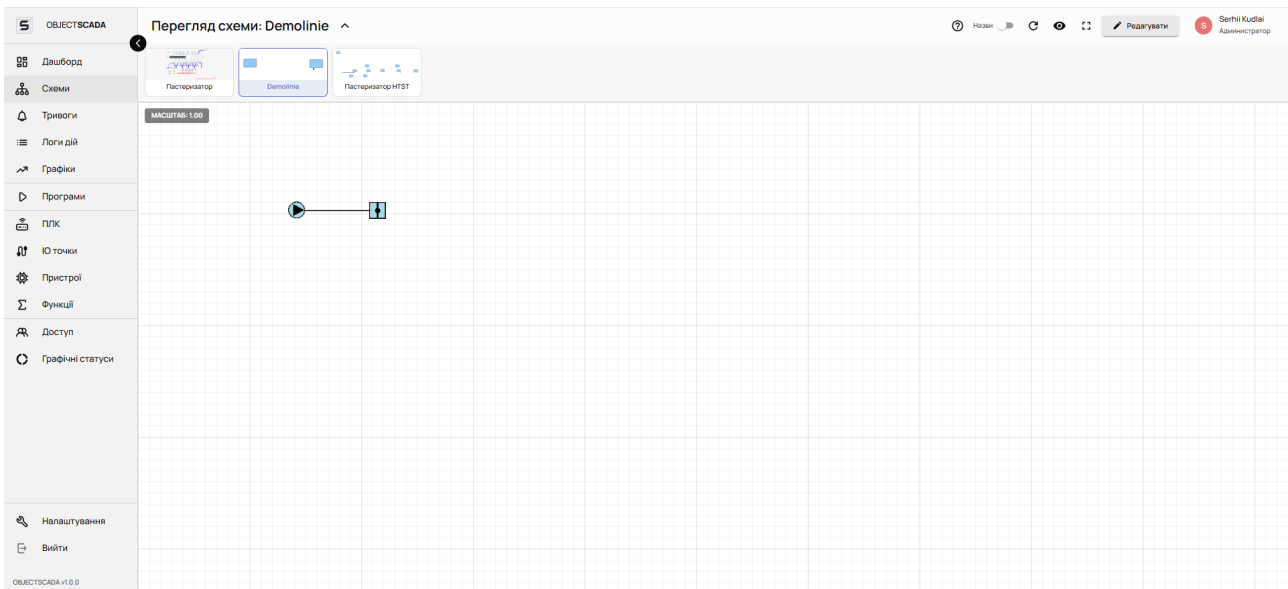 S OBJECTSCADA
Перегляд схеми: Demolinie
Назви
Редагувати
S
Serhii Kudlai
Администратор
Дашборд
Схеми
Тривоги
Логи дій
Графіки
Програми
ПЛК
IO точки
Пристрої
Функції
Доступ
Графічні статуси
Налаштування
Вийти
OBJECTSCADA v1.0.0
Пастеризатор
Demolinie
Пастеризатор HTST
МАСШТАБ: 1.00